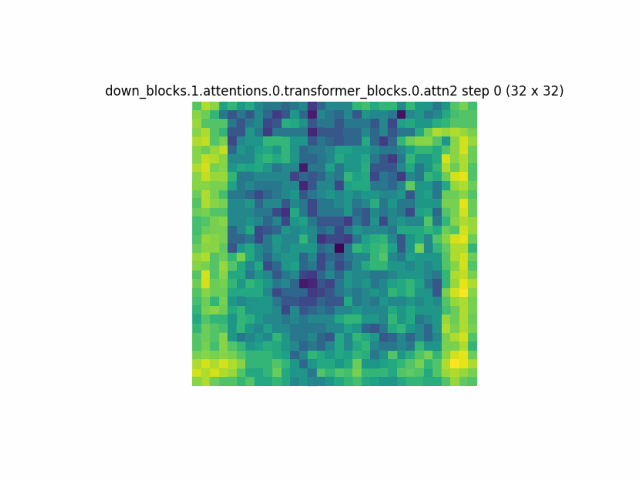 down_blocks.1.attentions.0.transformer_blocks.0.attn2 step 0 (32 x 32)